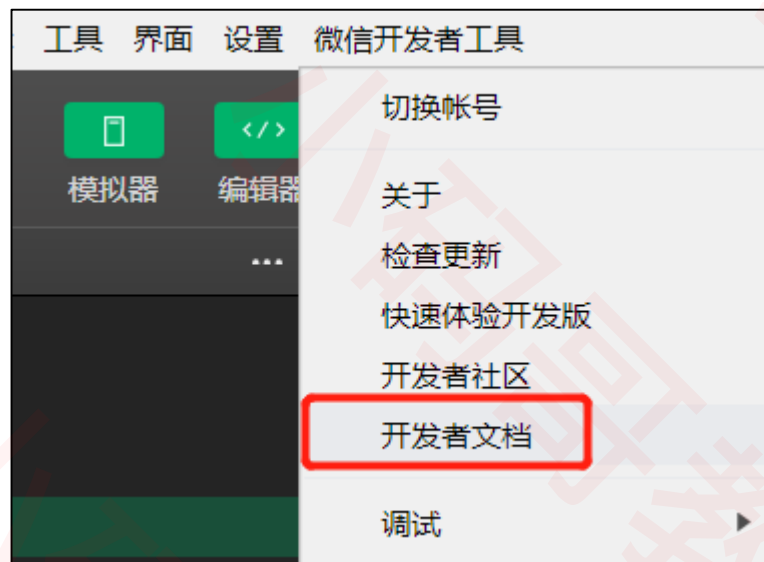 工具 界面 设置 微信开发者工具
切换帐号
模拟器 编辑器
关于
检查更新
快速体验开发版
开发者社区
开发者文档
调试